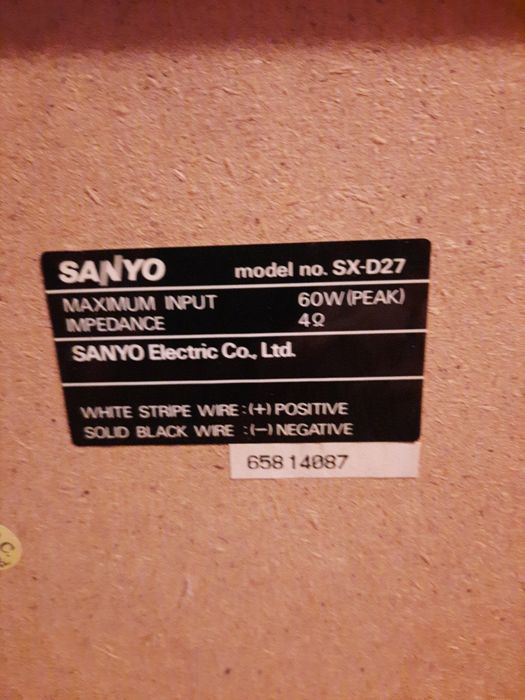 SANYO model no. SX-D27
MAXIMUM INPUT 60W (PEAK)
IMPEDANCE 4Ω
SANYO Electric Co., Ltd.
WHITE STRIPE WIRE : (+) POSITIVE
SOLID BLACK WIRE : (−) NEGATIVE
658 14087
C.